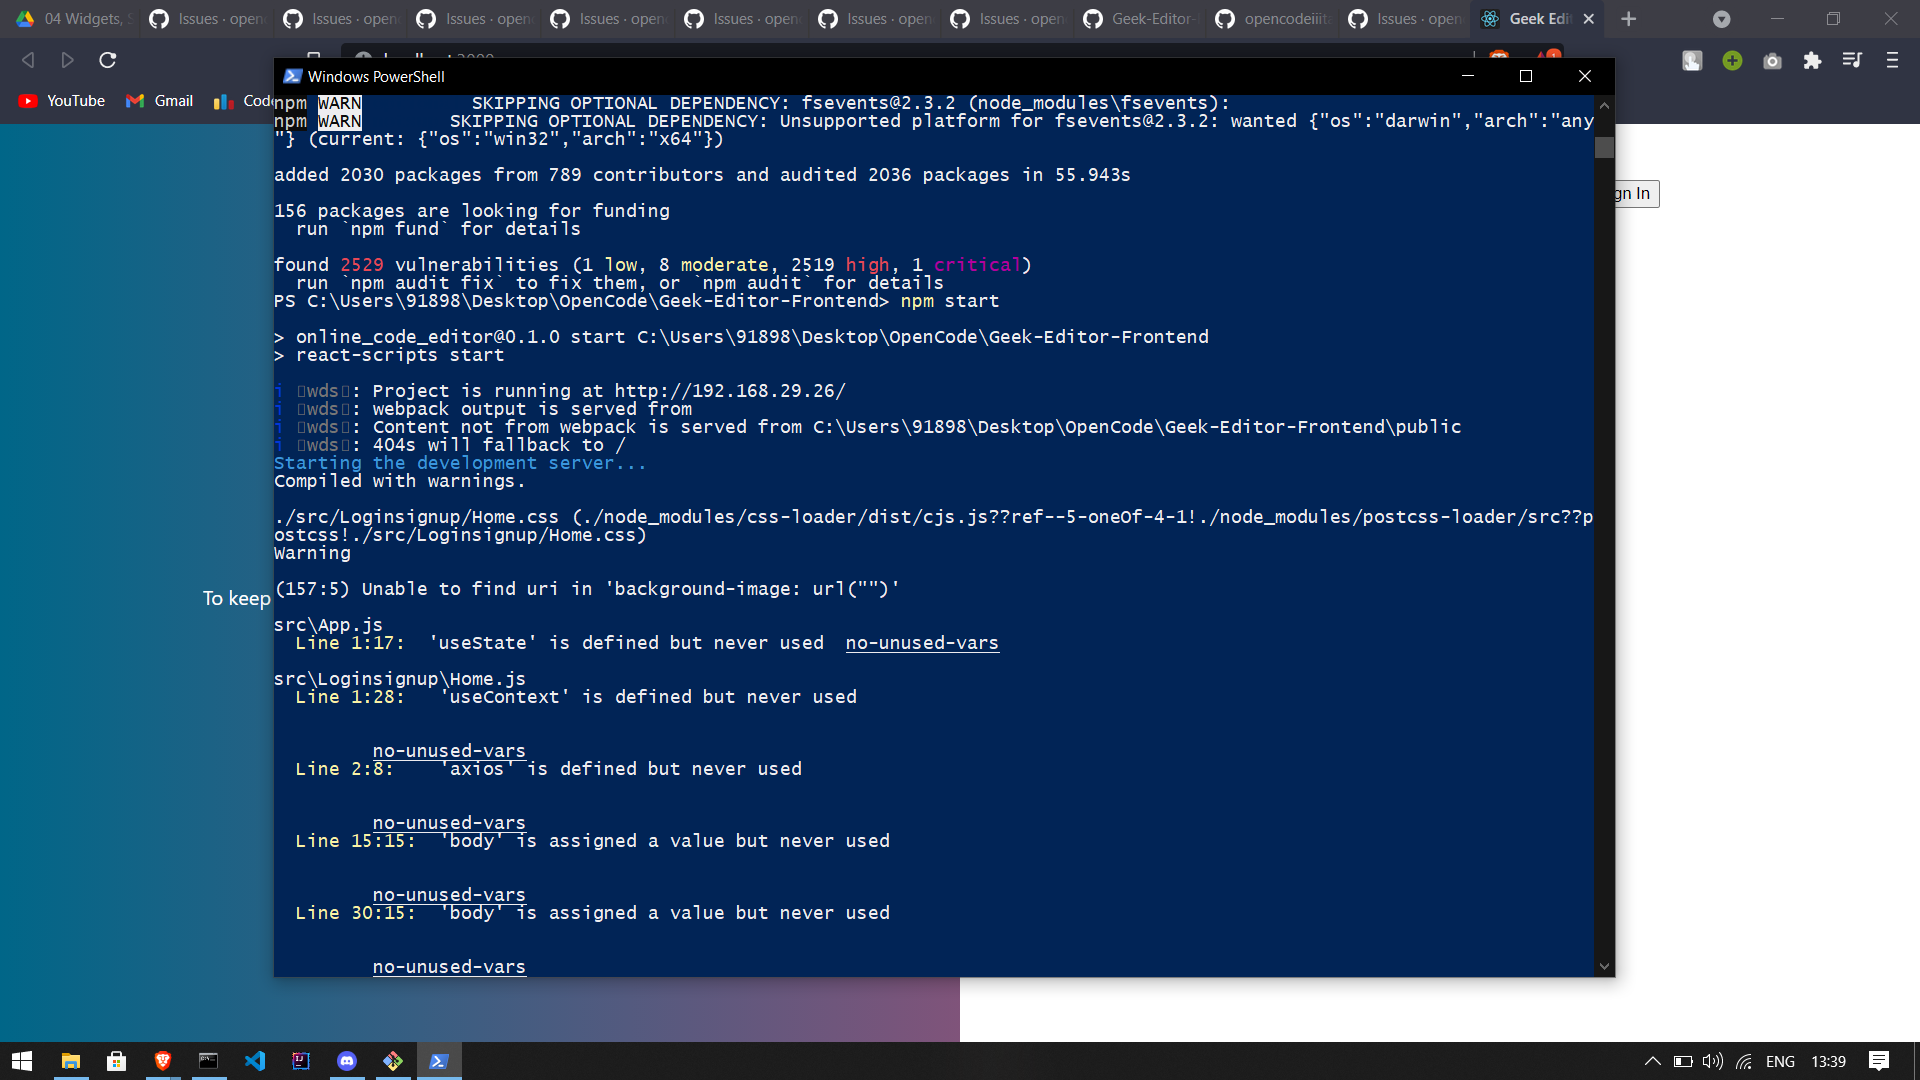 04 Widgets, S
Issues · openc
Issues · openc
Issues · openc
Issues · openc
Issues · openc
Issues · openc
Issues · openc
Geek-Editor-
opencodeiiita
Issues · open
Geek Edi
Windows PowerShell
YouTube
Gmail
Code
npm WARN SKIPPING OPTIONAL DEPENDENCY: fsevents@2.3.2 (node_modules\fsevents):
npm WARN SKIPPING OPTIONAL DEPENDENCY: Unsupported platform for fsevents@2.3.2: wanted {"os":"darwin","arch":"any
"} (current: {"os":"win32","arch":"x64"})
added 2030 packages from 789 contributors and audited 2036 packages in 55.943s
156 packages are looking for funding
run `npm fund` for details
found 2529 vulnerabilities (1 low, 8 moderate, 2519 high, 1 critical)
run `npm audit fix` to fix them, or `npm audit` for details
PS C:\Users\91898\Desktop\OpenCode\Geek-Editor-Frontend> npm start
> online_code_editor@0.1.0 start C:\Users\91898\Desktop\OpenCode\Geek-Editor-Frontend
> react-scripts start
i ｢wds｣: Project is running at http://192.168.29.26/
i ｢wds｣: webpack output is served from
i ｢wds｣: Content not from webpack is served from C:\Users\91898\Desktop\OpenCode\Geek-Editor-Frontend\public
i ｢wds｣: 404s will fallback to /
Starting the development server...
Compiled with warnings.
./src/Loginsignup/Home.css (./node_modules/css-loader/dist/cjs.js??ref--5-oneOf-4-1!./node_modules/postcss-loader/src??p
ostcss!./src/Loginsignup/Home.css)
Warning
(157:5) Unable to find uri in 'background-image: url("")'
src\App.js
Line 1:17: 'useState' is defined but never used no-unused-vars
src\Loginsignup\Home.js
Line 1:28: 'useContext' is defined but never used
no-unused-vars
Line 2:8: 'axios' is defined but never used
no-unused-vars
Line 15:15: 'body' is assigned a value but never used
no-unused-vars
Line 30:15: 'body' is assigned a value but never used
no-unused-vars
gn In
To keep
ENG
13:39